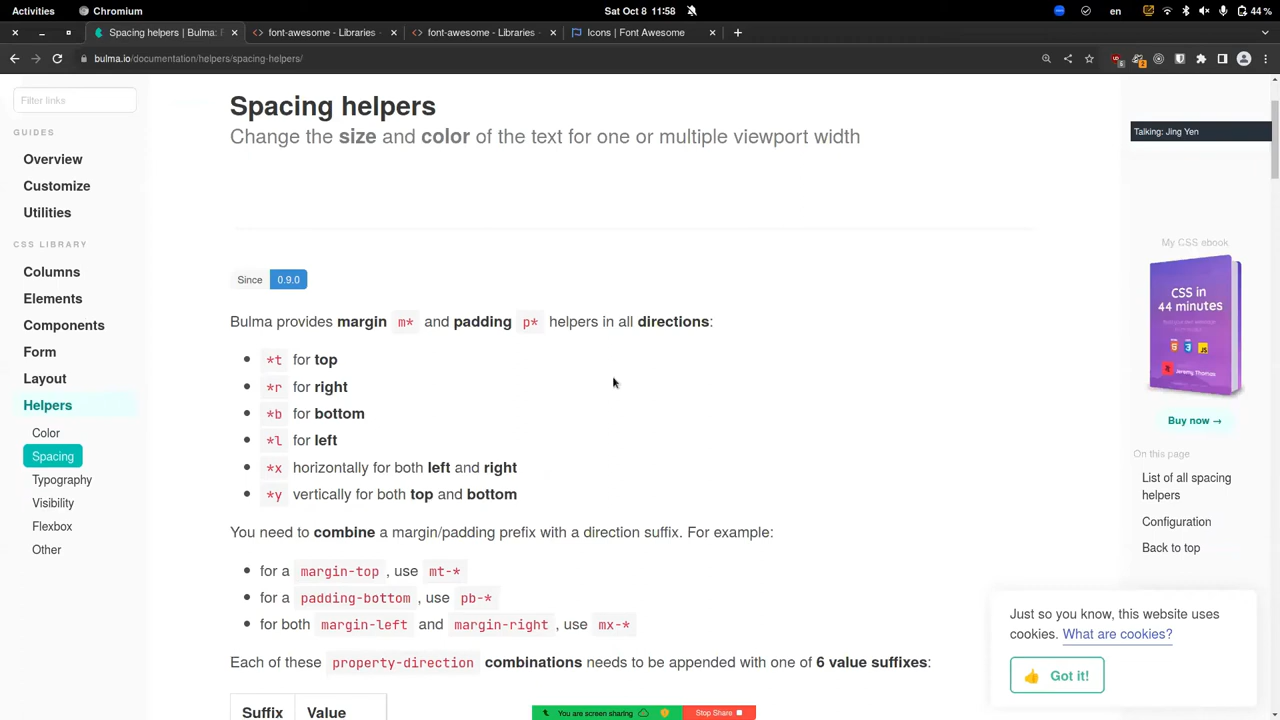 Activities
Chromium
Sat Oct 8 11:58
en
44 %
Spacing helpers | Bulma: F
font-awesome - Libraries
font-awesome - Libraries
Icons | Font Awesome
bulma.io/documentation/helpers/spacing-helpers/
Filter links
GUIDES
Overview
Customize
Utilities
CSS LIBRARY
Columns
Elements
Components
Form
Layout
Helpers
Color
Spacing
Typography
Visibility
Flexbox
Other
Spacing helpers
Change the size and color of the text for one or multiple viewport width
Since 0.9.0
Bulma provides margin m* and padding p* helpers in all directions:
*t for top
*r for right
*b for bottom
*l for left
*x horizontally for both left and right
*y vertically for both top and bottom
You need to combine a margin/padding prefix with a direction suffix. For example:
for a margin-top , use mt-*
for a padding-bottom , use pb-*
for both margin-left and margin-right , use mx-*
Each of these property-direction combinations needs to be appended with one of 6 value suffixes:
Suffix Value
Talking: Jing Yen
My CSS ebook
CSS in
44 minutes
Jeremy Thomas
Buy now →
On this page
List of all spacing
helpers
Configuration
Back to top
Just so you know, this website uses
cookies. What are cookies?
👍 Got it!
You are screen sharing
Stop Share